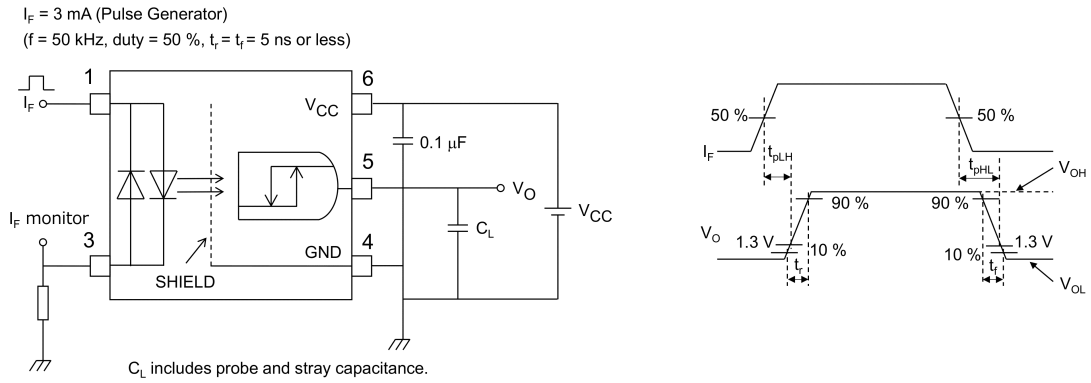 I_F = 3 mA (Pulse Generator)
(f = 50 kHz, duty = 50 %, t_r = t_f = 5 ns or less)
1
6
I_F
V_CC
0.1 μF
5
V_O
V_CC
I_F monitor
C_L
3
GND
4
SHIELD
C_L includes probe and stray capacitance.
50 %
50 %
I_F
t_pLH
t_pHL
V_OH
90 %
90 %
V_O
1.3 V
10 %
10 %
1.3 V
t_r
t_f
V_OL